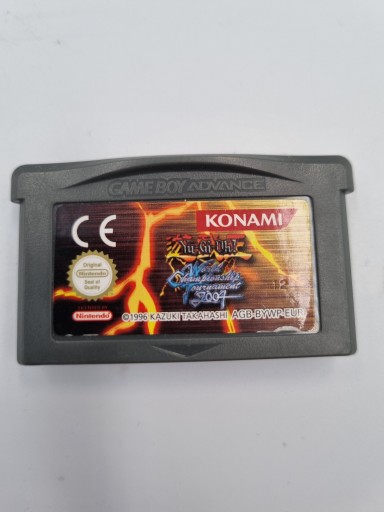 GAME BOY ADVANCE
CE
KONAMI
Yu-Gi-Oh!
World
Championship
Tournament
2004
Original
Nintendo
Seal of
Quality
Nintendo
©1996 KAZUKI TAKAHASHI AGB-BYWP-EUR